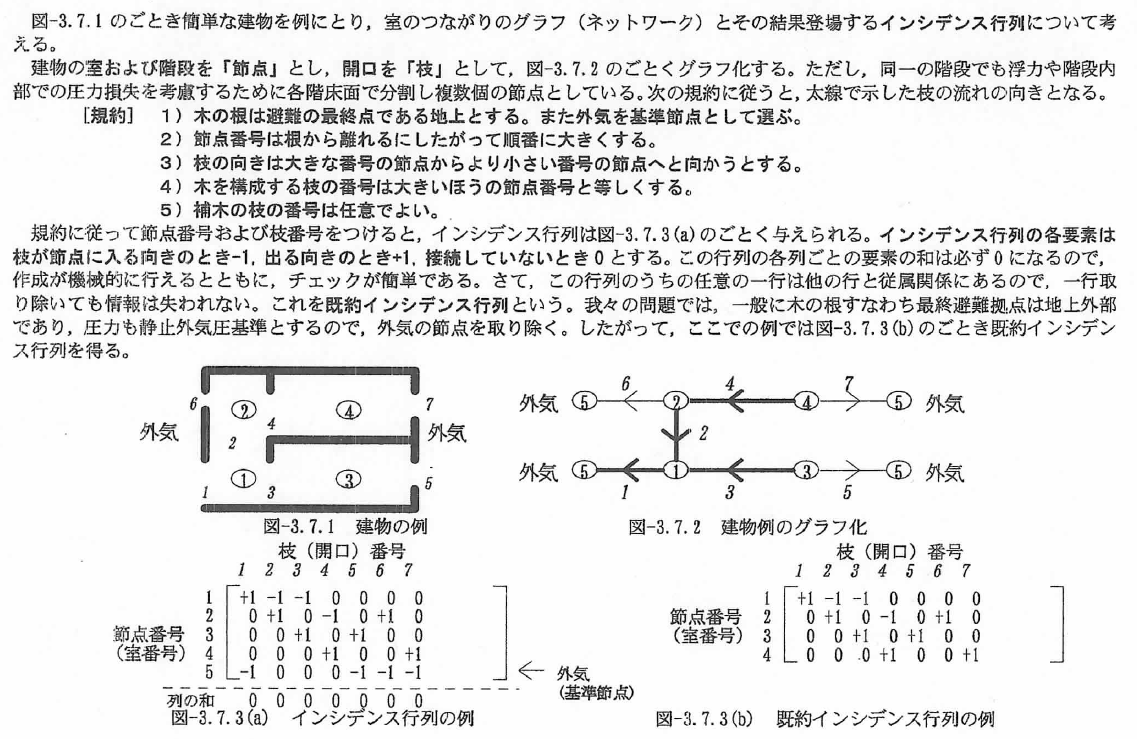 図-3.7.1 のごとき簡単な建物を例にとり，室のつながりのグラフ（ネットワーク）とその結果登場するインシデンス行列について考
える。
建物の室および階段を「節点」とし，開口を「枝」として，図-3.7.2 のごとくグラフ化する。ただし，同一の階段でも浮力や階段内
部での圧力損失を考慮するために各階床面で分割し複数個の節点としている。次の規約に従うと，太線で示した枝の流れの向きとなる。
［規約］ 1）木の根は避難の最終点である地上とする。また外気を基準節点として選ぶ。
2）節点番号は根から離れるにしたがって順番に大きくする。
3）枝の向きは大きな番号の節点からより小さい番号の節点へと向かうとする。
4）木を構成する枝の番号は大きいほうの節点番号と等しくする。
5）補木の枝の番号は任意でよい。
規約に従って節点番号および枝番号をつけると，インシデンス行列は図-3.7.3(a)のごとく与えられる。インシデンス行列の各要素は
枝が節点に入る向きのとき-1，出る向きのとき+1，接続していないとき0とする。この行列の各列ごとの要素の和は必ず0になるので，
作成が機械的に行えるとともに，チェックが簡単である。さて，この行列のうちの任意の一行は他の行と従属関係にあるので，一行取
り除いても情報は失われない。これを既約インシデンス行列という。我々の問題では，一般に木の根すなわち最終避難拠点は地上外部
であり，圧力も静止外気圧基準とするので，外気の節点を取り除く。したがって，ここでの例では図-3.7.3(b)のごとき既約インシデン
ス行列を得る。
6 ② ④ 7
外気 2 4 外気
① ③
1 3 5
図-3.7.1 建物の例
6 4 7
外気 ⑤ ② ④ ⑤ 外気
2
外気 ⑤ ① ③ ⑤ 外気
1 3 5
図-3.7.2 建物例のグラフ化
枝（開口）番号
1 2 3 4 5 6 7
1 +1 -1 -1 0 0 0 0
2 0 +1 0 -1 0 +1 0
節点番号 3 0 0 +1 0 +1 0 0
（室番号） 4 0 0 0 +1 0 0 +1
5 -1 0 0 0 -1 -1 -1 ← 外気
（基準節点）
列の和 0 0 0 0 0 0 0
図-3.7.3(a) インシデンス行列の例
枝（開口）番号
1 2 3 4 5 6 7
1 +1 -1 -1 0 0 0 0
節点番号 2 0 +1 0 -1 0 +1 0
（室番号） 3 0 0 +1 0 +1 0 0
4 0 0 0 +1 0 0 +1
図-3.7.3(b) 既約インシデンス行列の例